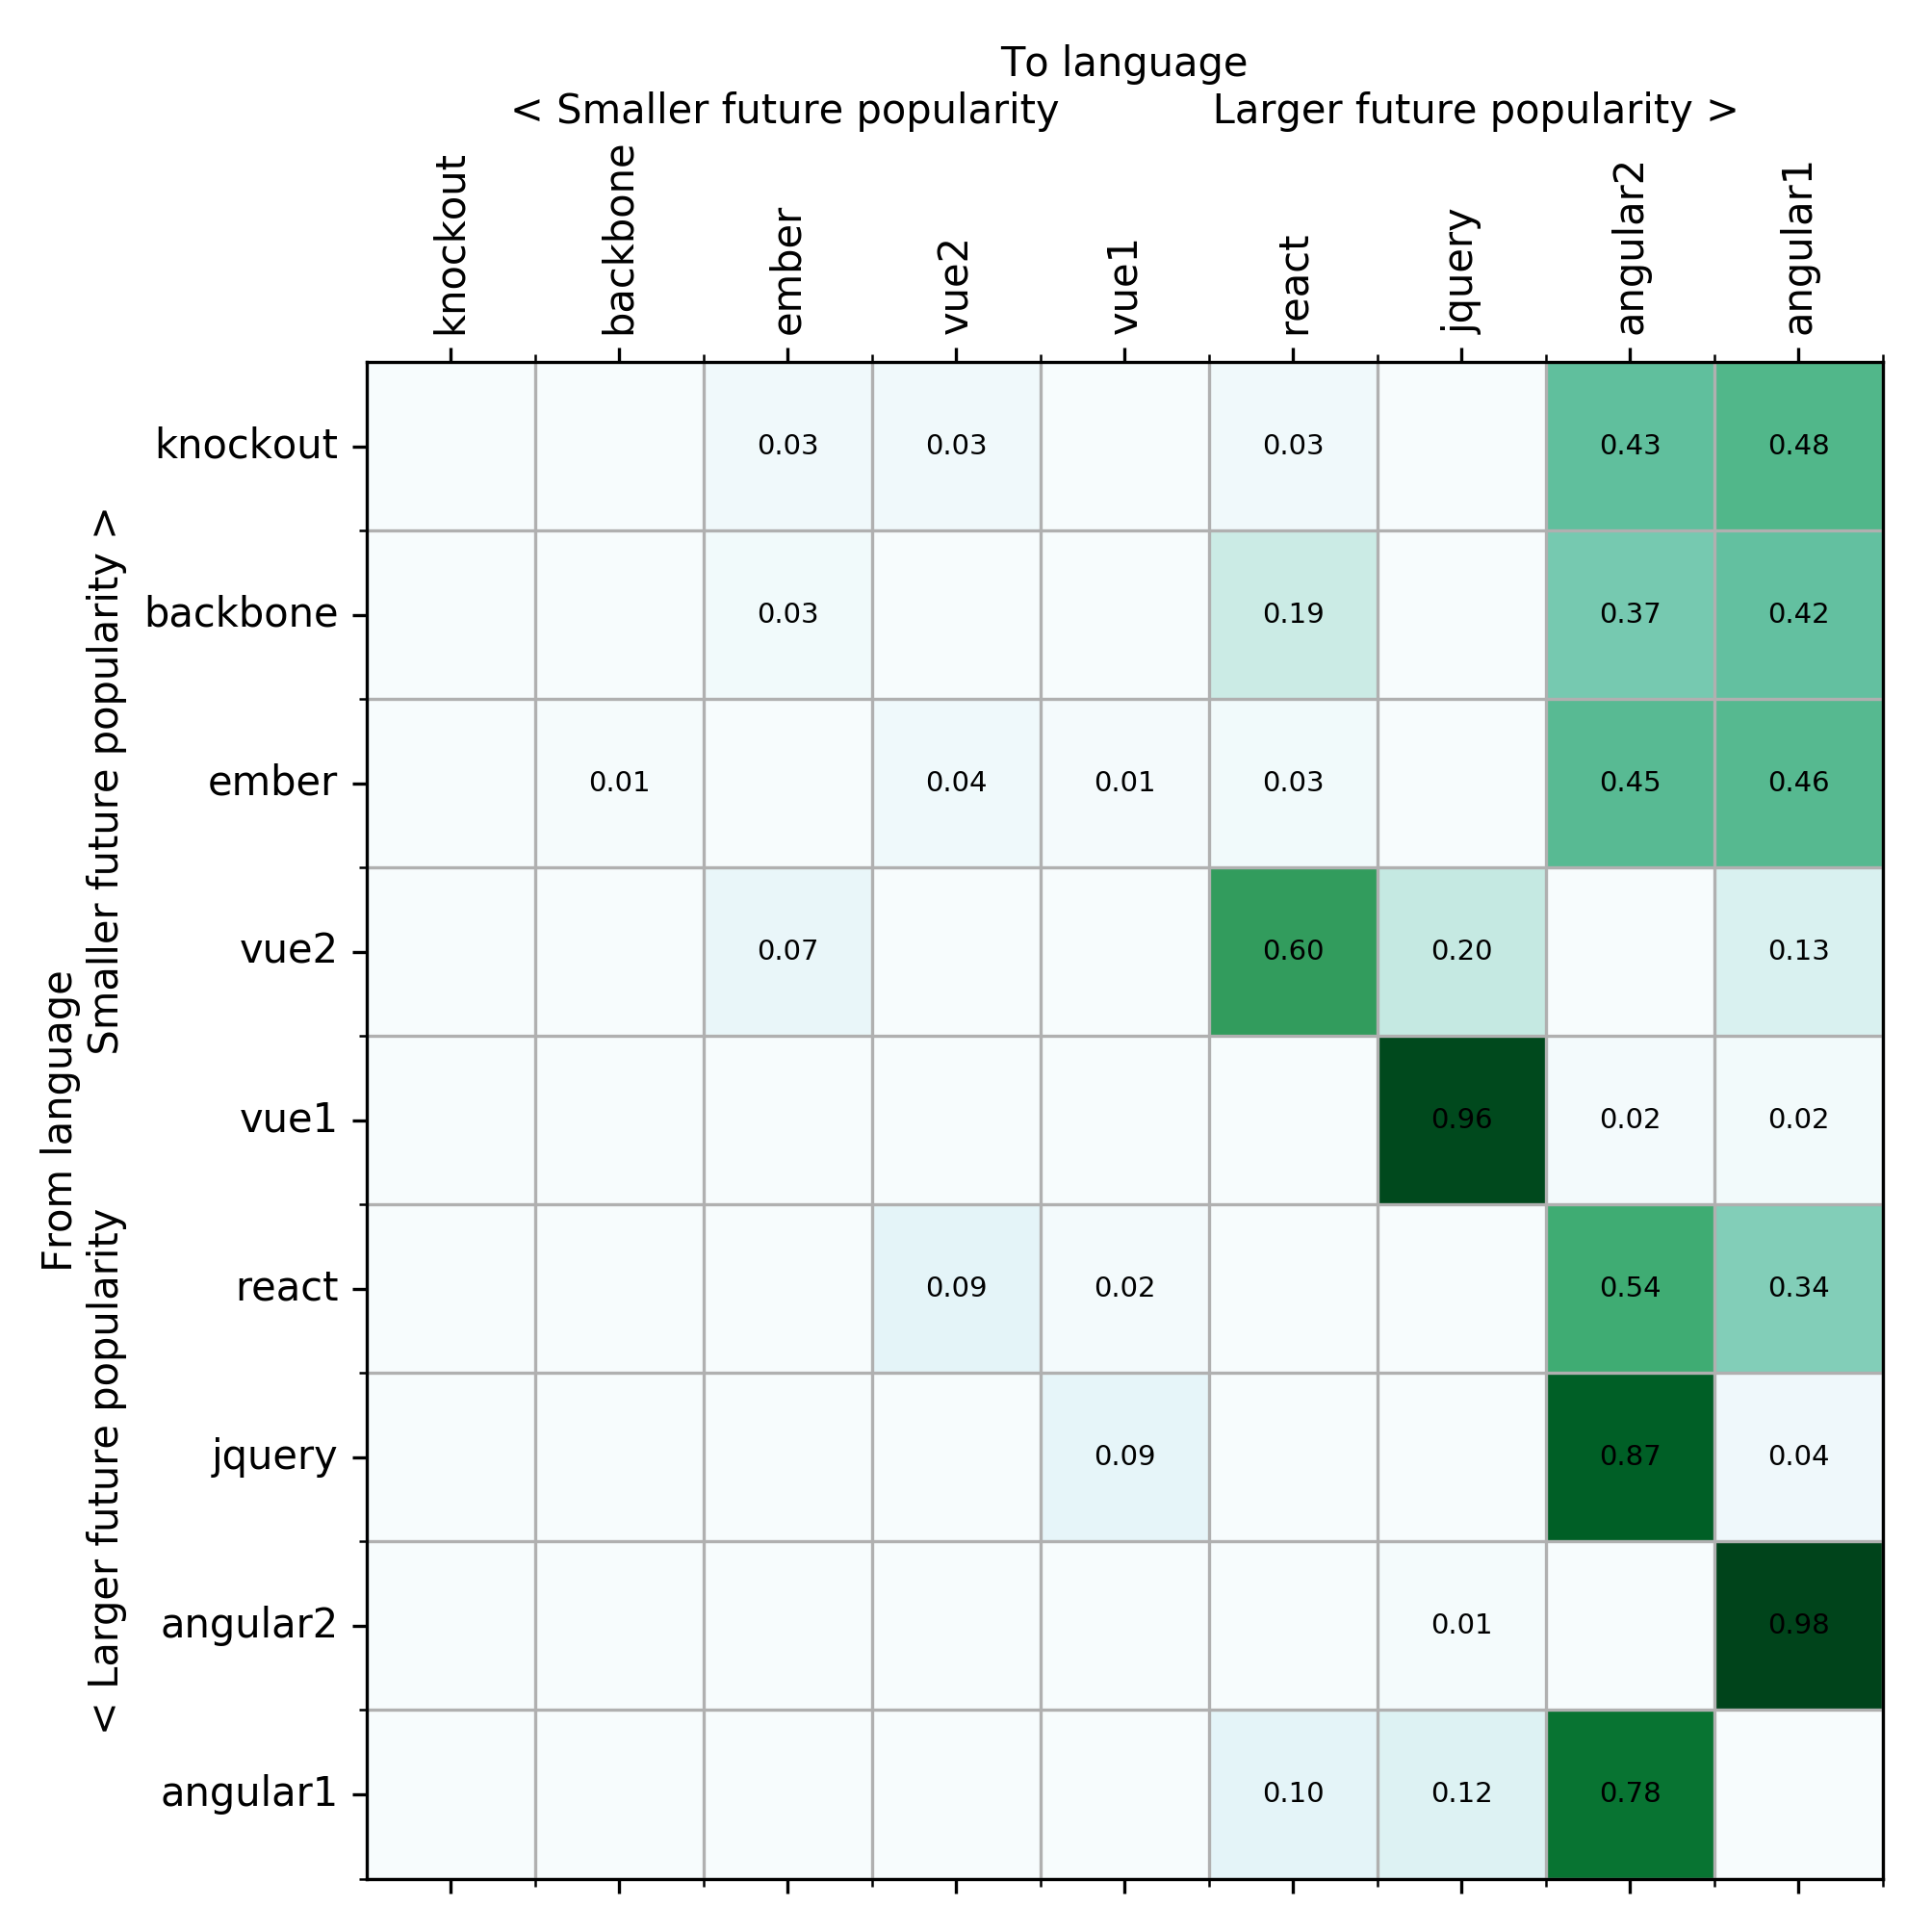 To language
< Smaller future popularity Larger future popularity >
knockout backbone ember vue2 vue1 react jquery angular2 angular1
From language
< Larger future popularity Smaller future popularity >
knockout 0.03 0.03 0.03 0.43 0.48
backbone 0.03 0.19 0.37 0.42
ember 0.01 0.04 0.01 0.03 0.45 0.46
vue2 0.07 0.60 0.20 0.13
vue1 0.96 0.02 0.02
react 0.09 0.02 0.54 0.34
jquery 0.09 0.87 0.04
angular2 0.01 0.98
angular1 0.10 0.12 0.78